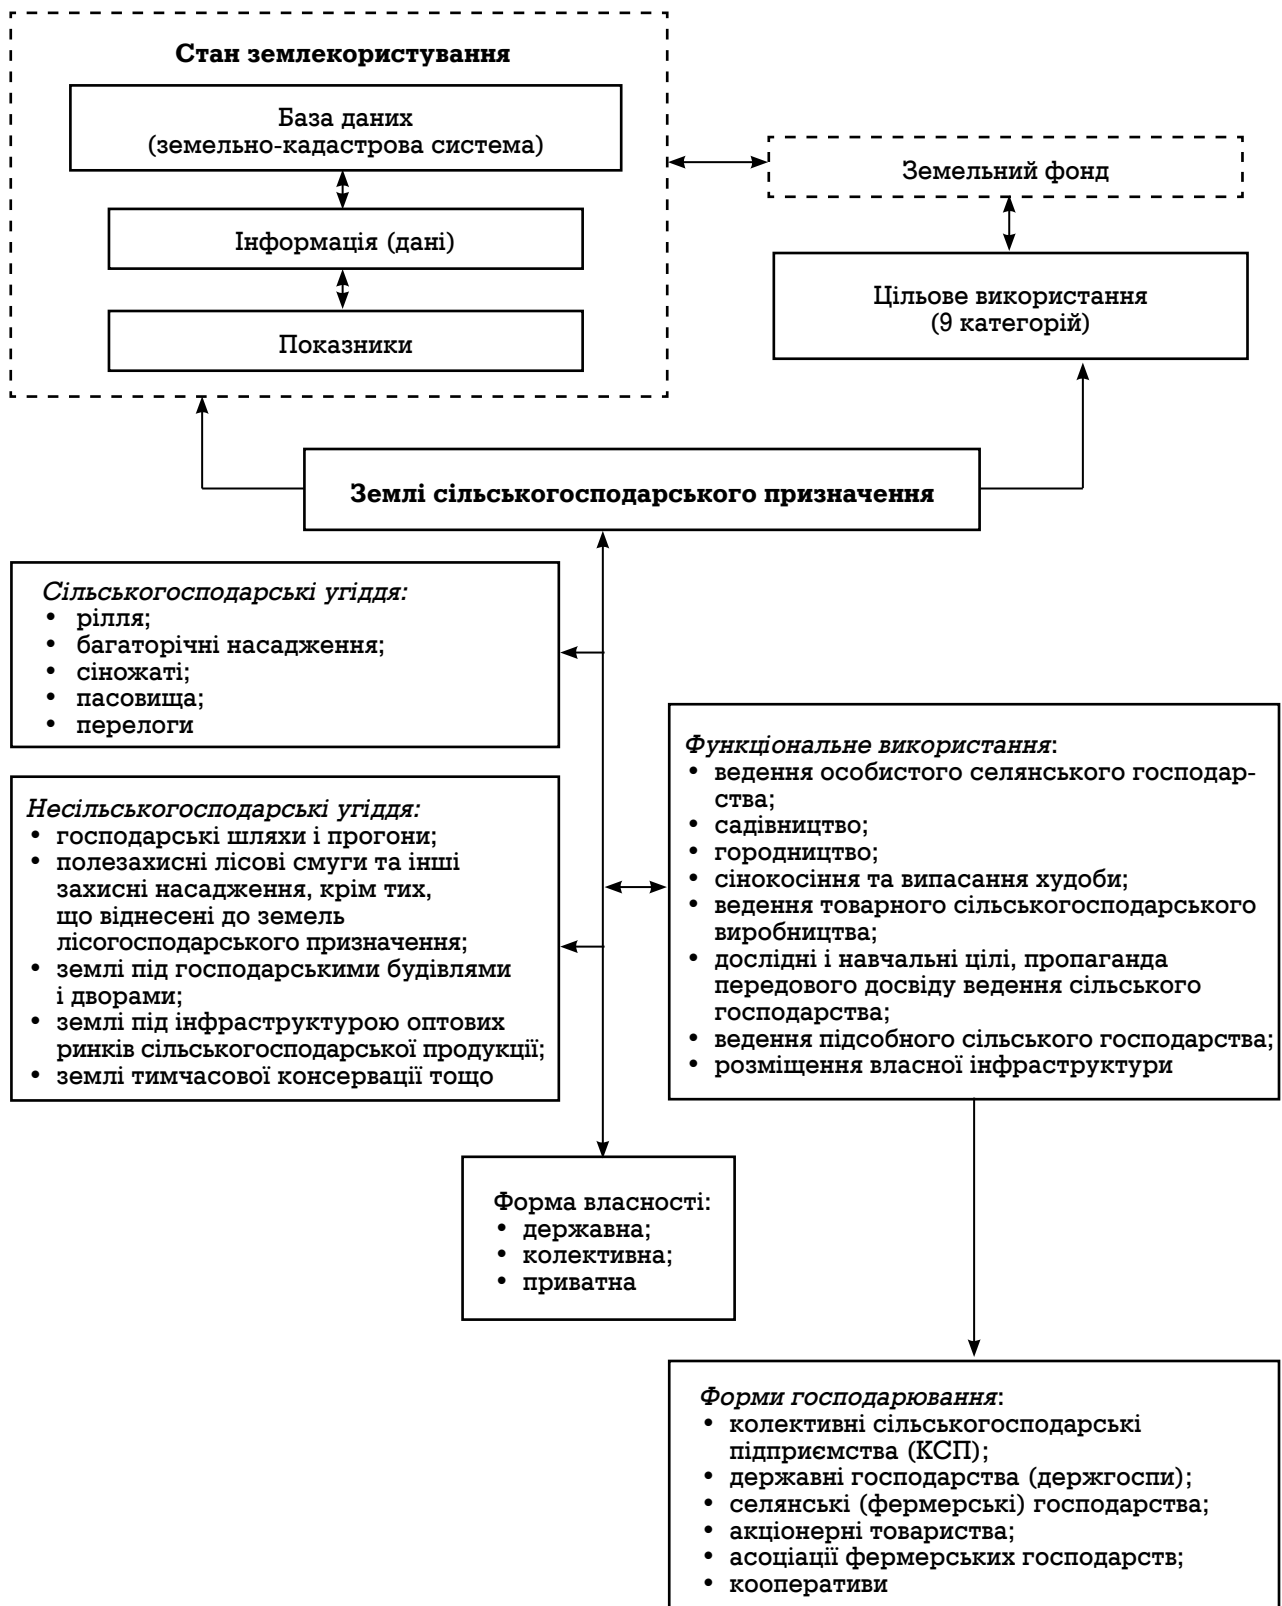 Стан землекористування
База даних
(земельно-кадастрова система)
Інформація (дані)
Показники
Земельний фонд
Цільове використання
(9 категорій)
Землі сільськогосподарського призначення
Сільськогосподарські угіддя:
• рілля;
• багаторічні насадження;
• сіножаті;
• пасовища;
• перелоги
Несільськогосподарські угіддя:
• господарські шляхи і прогони;
• полезахисні лісові смуги та інші
захисні насадження, крім тих,
що віднесені до земель
лісогосподарського призначення;
• землі під господарськими будівлями
і дворами;
• землі під інфраструктурою оптових
ринків сільськогосподарської продукції;
• землі тимчасової консервації тощо
Функціональне використання:
• ведення особистого селянського господар-
ства;
• садівництво;
• городництво;
• сінокосіння та випасання худоби;
• ведення товарного сільськогосподарського
виробництва;
• дослідні і навчальні цілі, пропаганда
передового досвіду ведення сільського
господарства;
• ведення підсобного сільського господарства;
• розміщення власної інфраструктури
Форма власності:
• державна;
• колективна;
• приватна
Форми господарювання:
• колективні сільськогосподарські
підприємства (КСП);
• державні господарства (держгоспи);
• селянські (фермерські) господарства;
• акціонерні товариства;
• асоціації фермерських господарств;
• кооперативи